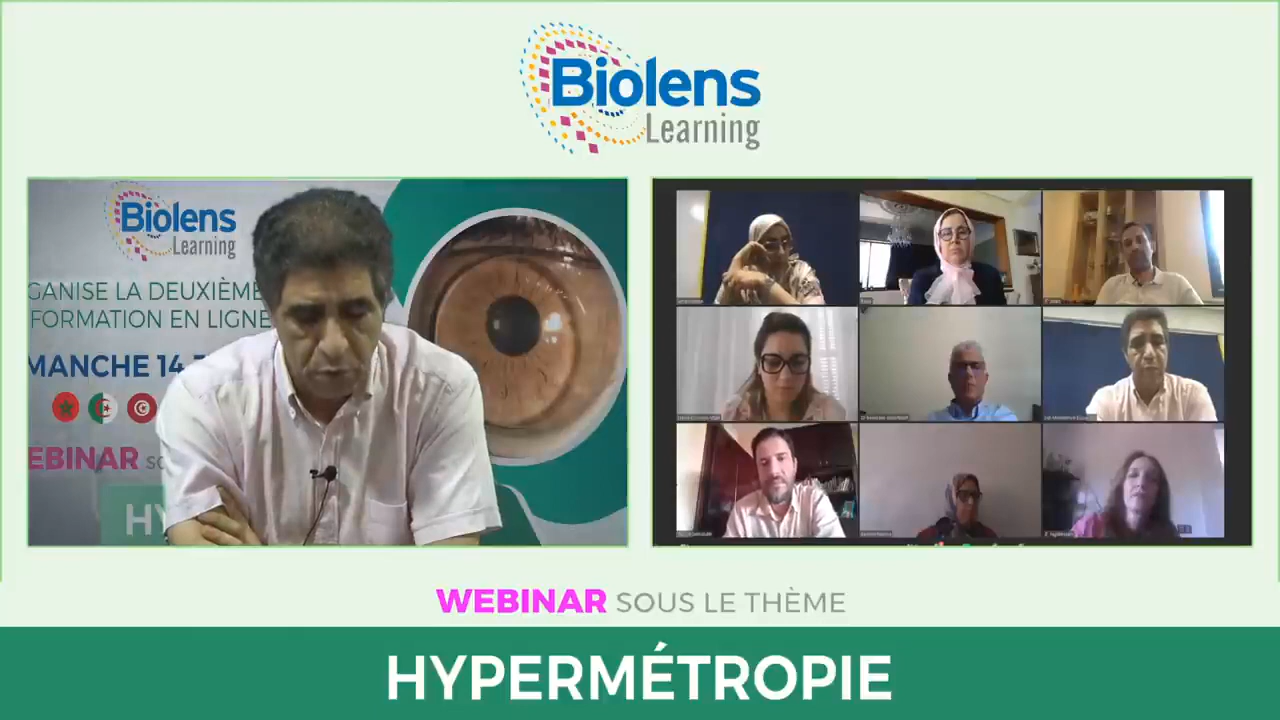 Biolens
Learning
Biolens
Learning
GANISE LA DEUXIÈME
FORMATION EN LIGNE
MANCHE 14
EBINAR
HY
WEBINAR SOUS LE THÈME
HYPERMÉTROPIE